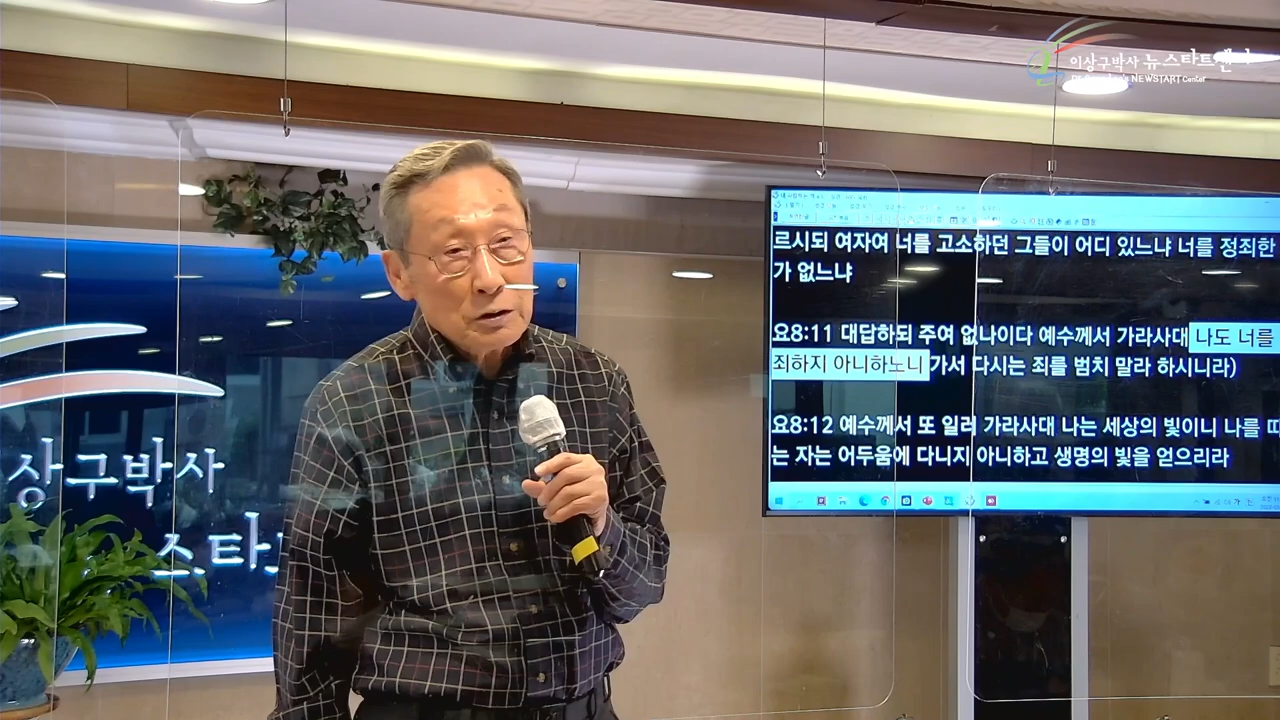 이상구박사 뉴스타트센터
NEWSTART Center
르시되 여자여 너를 고소하던 그들이 어디 있느냐 너를 정죄한
가 없느냐
요8:11 대답하되 주여 없나이다 예수께서 가라사대 나도 너를
죄하지 아니하노니 가서 다시는 죄를 범치 말라 하시니라)
요8:12 예수께서 또 일러 가라사대 나는 세상의 빛이니 나를 따
는 자는 어두움에 다니지 아니하고 생명의 빛을 얻으리라
상구박사
스타